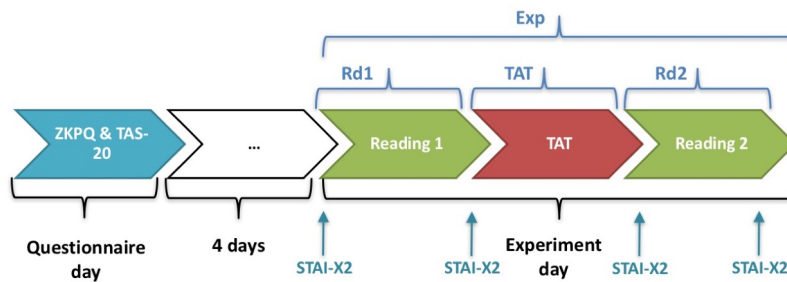 Exp
Rd1 TAT Rd2
ZKPQ & TAS-
20
...
Reading 1
TAT
Reading 2
Questionnaire
day
4 days
Experiment
day
STAI-X2 STAI-X2 STAI-X2 STAI-X2